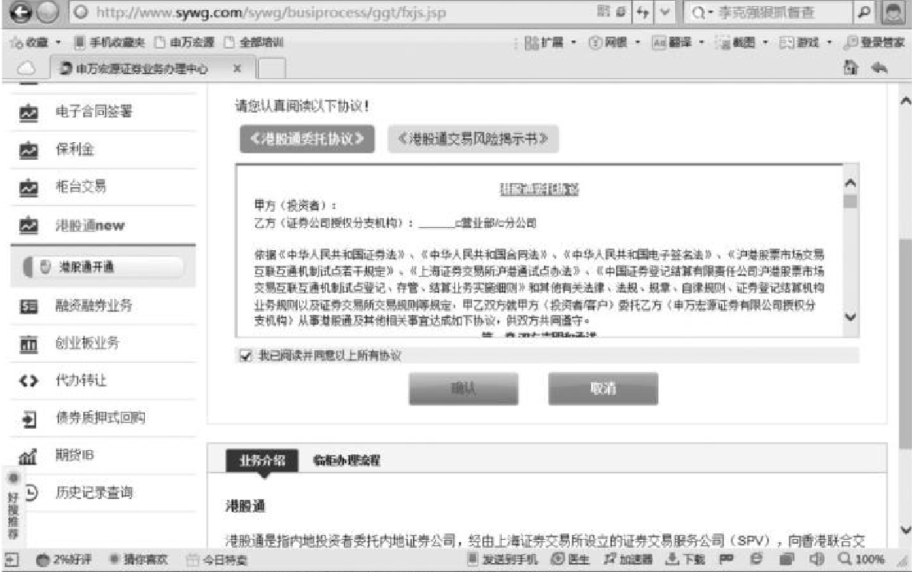 http://www.sywg.com/sywg/busiprocess/ggt/fxjs.jsp
李克强狠抓督查
收藏 手机收藏夹 申万宏源 全部培训
扩展 网银 翻译 截图 游戏 登录管家
申万宏源证券业务办理中心 x
电子合同签署
保利金
柜台交易
港股通new
港股通开通
融资融券业务
创业板业务
代办转让
债券质押式回购
期货IB
历史记录查询
好搜推荐
请您认真阅读以下协议！
《港股通委托协议》 《港股通交易风险揭示书》
港股通委托协议
甲方（投资者）：
乙方（证券公司授权分支机构）：______c营业部/c分公司
依据《中华人民共和国证券法》、《中华人民共和国合同法》、《中华人民共和国电子签名法》、《沪港股票市场交易
互联互通机制试点若干规定》、《上海证券交易所沪港通试点办法》、《中国证券登记结算有限责任公司沪港股票市场
交易互联互通机制试点登记、存管、结算业务实施细则》和其他有关法律、法规、规章、自律规则、证券登记结算机构
业务规则以及证券交易所交易规则等规定，甲乙双方就甲方（投资者/客户）委托乙方（申万宏源证券有限公司授权分
支机构）从事港股通及其他相关事宜达成如下协议，供双方共同遵守。
我已阅读并同意以上所有协议
确认 取消
业务介绍 临柜办理流程
港股通
港股通是指内地投资者委托内地证券公司，经由上海证券交易所设立的证券交易服务公司（SPV），向香港联合交
2%好评 猜你喜欢 今日特卖
发送到手机 医生 加速器 下载 100%